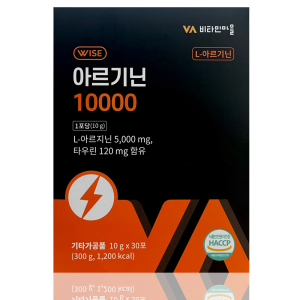 VA 비타민마을
L-아르기닌
WISE
아르기닌
10000
1포당(10 g)
L-아르지닌 5,000 mg,
타우린 120 mg 함유
기타가공품 10 g x 30포
(300 g, 1,200 kcal)
HACCP
VA